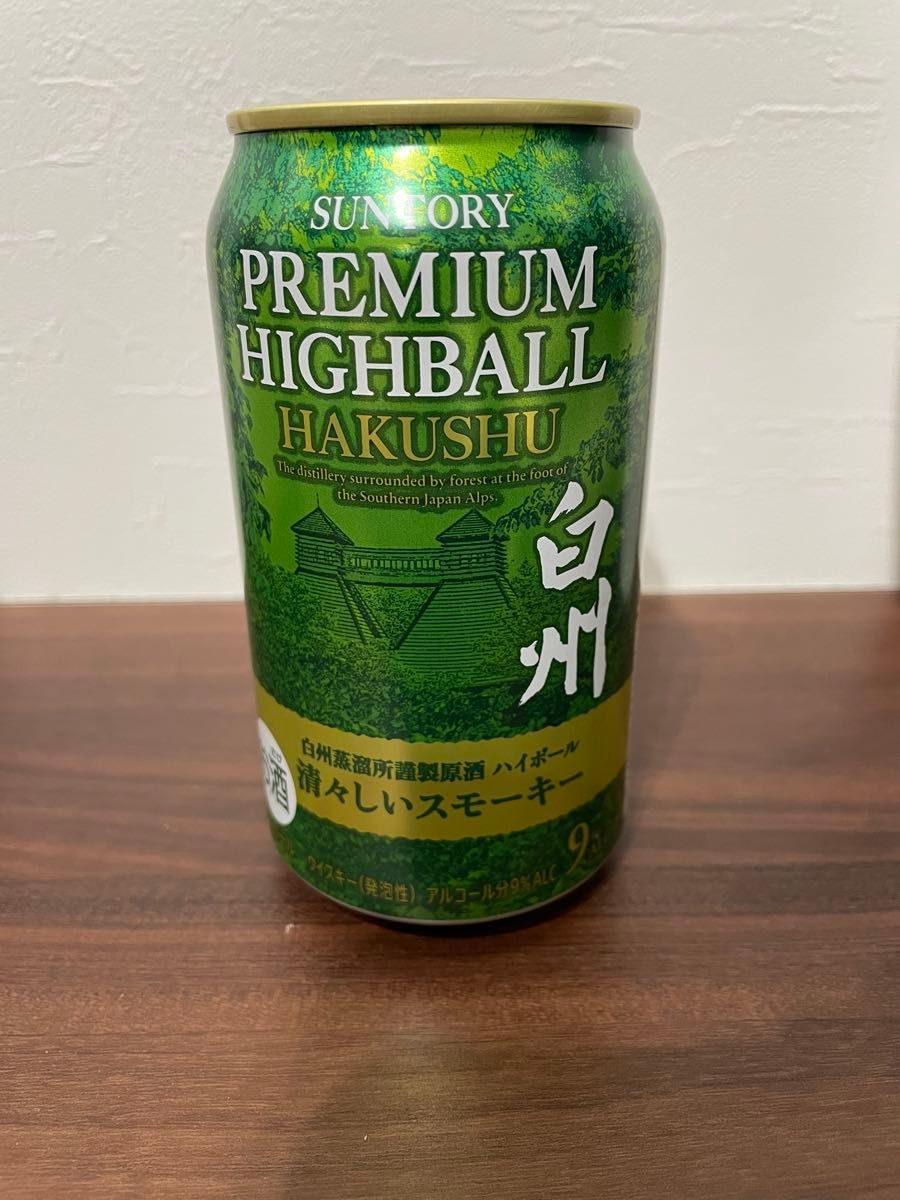 SUNTORY
PREMIUM
HIGHBALL
HAKUSHU
The distillery surrounded by forest at the foot of
the Southern Japan Alps.
白州
白州蒸溜所謹製原酒 ハイボール
清々しいスモーキー
酒
9%
ウイスキー(発泡性) アルコール分9% ALC